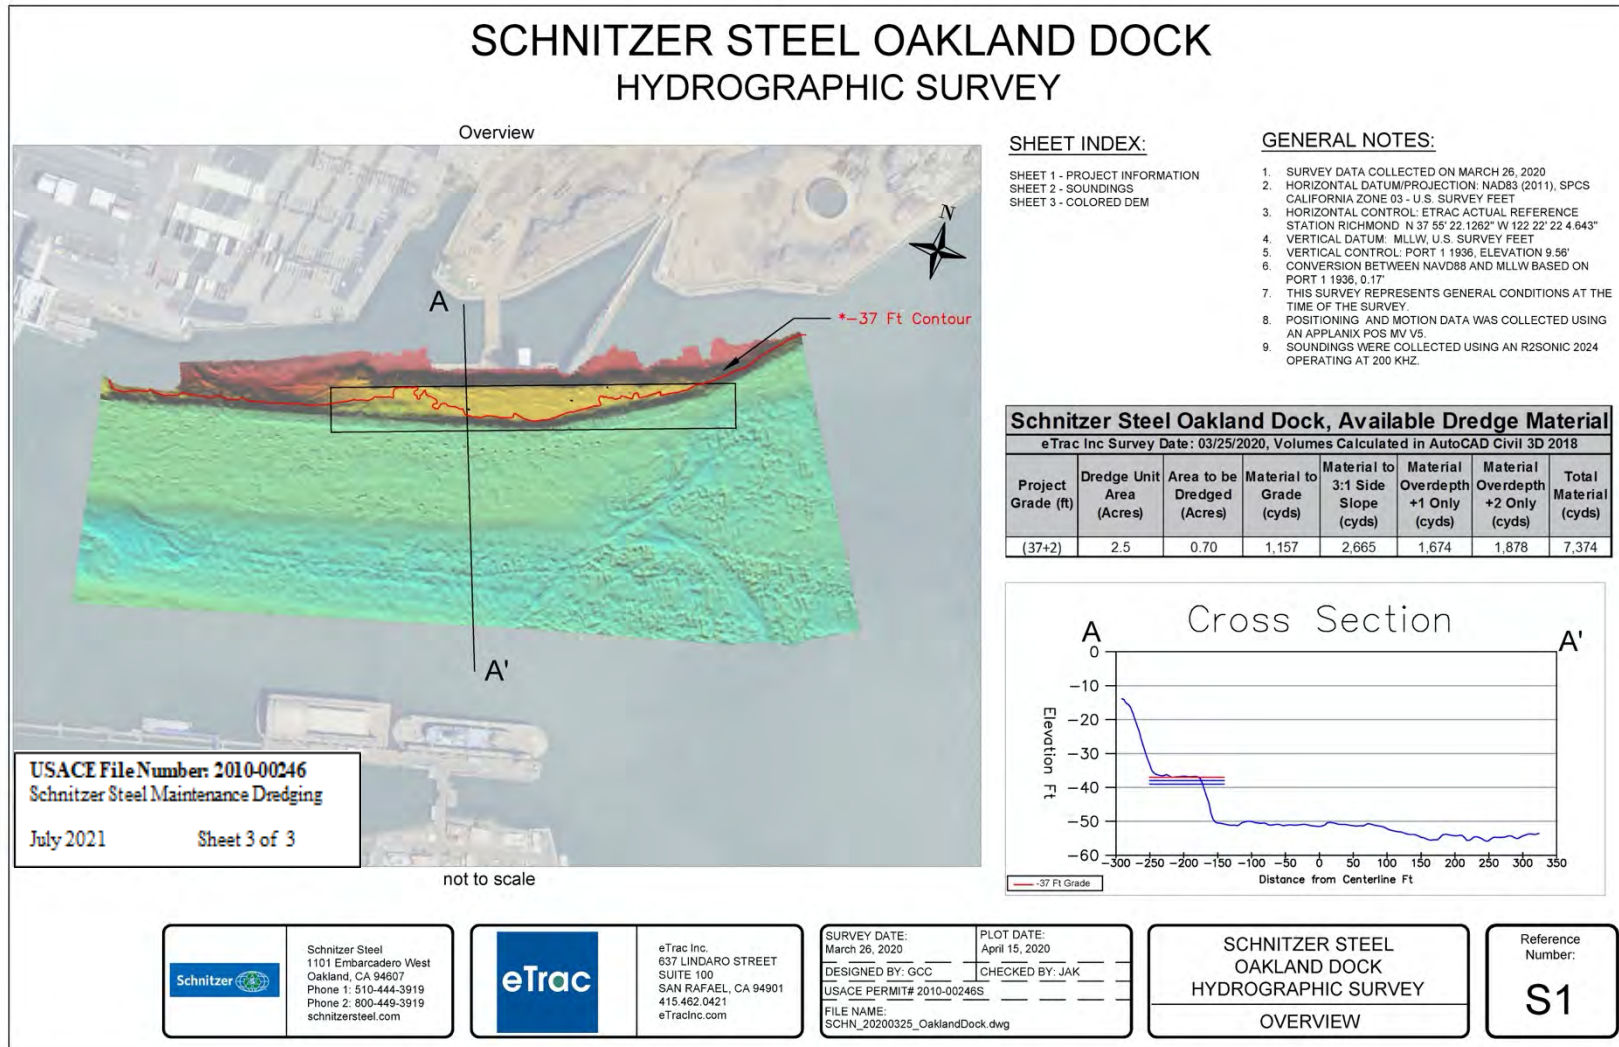 SCHNITZER STEEL OAKLAND DOCK
HYDROGRAPHIC SURVEY
Overview
N
A
*-37 Ft Contour
A'
USACE File Number: 2010-00246
Schnitzer Steel Maintenance Dredging
July 2021 Sheet 3 of 3
not to scale
SHEET INDEX:
SHEET 1 - PROJECT INFORMATION
SHEET 2 - SOUNDINGS
SHEET 3 - COLORED DEM
GENERAL NOTES:
1. SURVEY DATA COLLECTED ON MARCH 26, 2020
2. HORIZONTAL DATUM/PROJECTION: NAD83 (2011), SPCS
CALIFORNIA ZONE 03 - U.S. SURVEY FEET
3. HORIZONTAL CONTROL: ETRAC ACTUAL REFERENCE
STATION RICHMOND N 37 55' 22.1262" W 122 22' 22 4.643"
4. VERTICAL DATUM: MLLW, U.S. SURVEY FEET
5. VERTICAL CONTROL: PORT 1 1936, ELEVATION 9.56'
6. CONVERSION BETWEEN NAVD88 AND MLLW BASED ON
PORT 1 1936, 0.17'
7. THIS SURVEY REPRESENTS GENERAL CONDITIONS AT THE
TIME OF THE SURVEY.
8. POSITIONING AND MOTION DATA WAS COLLECTED USING
AN APPLANIX POS MV V5.
9. SOUNDINGS WERE COLLECTED USING AN R2SONIC 2024
OPERATING AT 200 KHZ.
Schnitzer Steel Oakland Dock, Available Dredge Material
eTrac Inc Survey Date: 03/25/2020, Volumes Calculated in AutoCAD Civil 3D 2018
Project Grade (ft) Dredge Unit Area (Acres) Area to be Dredged (Acres) Material to Grade (cyds) Material to 3:1 Side Slope (cyds) Material Overdepth +1 Only (cyds) Material Overdepth +2 Only (cyds) Total Material (cyds)
(37+2) 2.5 0.70 1,157 2,665 1,674 1,878 7,374
Cross Section
A A'
0
-10
-20
-30
-40
-50
-60
Elevation Ft
-300 -250 -200 -150 -100 -50 0 50 100 150 200 250 300 350
Distance from Centerline Ft
-37 Ft Grade
Schnitzer
Schnitzer Steel
1101 Embarcadero West
Oakland, CA 94607
Phone 1: 510-444-3919
Phone 2: 800-449-3919
schnitzersteel.com
eTrac
eTrac Inc.
637 LINDARO STREET
SUITE 100
SAN RAFAEL, CA 94901
415.462.0421
eTracInc.com
SURVEY DATE:
March 26, 2020
PLOT DATE:
April 15, 2020
DESIGNED BY: GCC
CHECKED BY: JAK
USACE PERMIT# 2010-00246S
FILE NAME:
SCHN_20200325_OaklandDock.dwg
SCHNITZER STEEL
OAKLAND DOCK
HYDROGRAPHIC SURVEY
OVERVIEW
Reference
Number:
S1